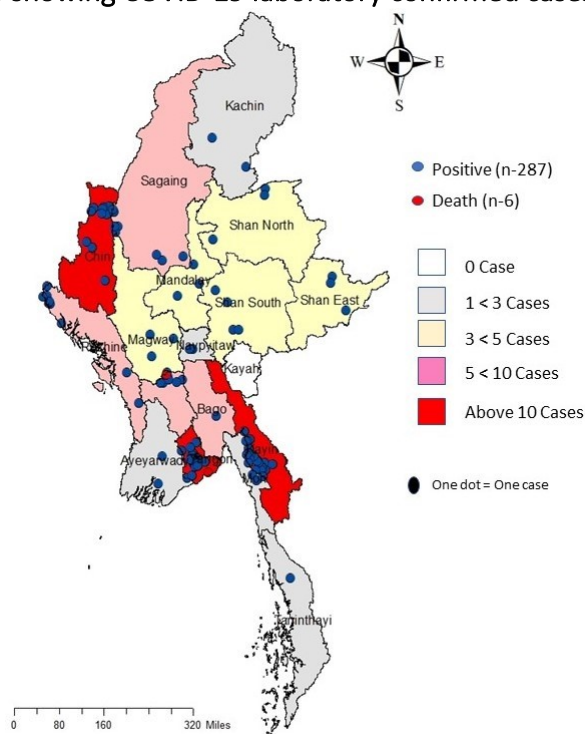 showing COVID-19 laboratory confirmed cases
N
W E
S
Kachin
Positive (n-287)
Death (n-6)
Sagaing
Shan North
0 Case
1 < 3 Cases
3 < 5 Cases
5 < 10 Cases
Above 10 Cases
One dot = One case
Chin
Mandalay
Shan South
Shan East
Rakhine
Magway
Naypyitaw
Kayah
Bago
Ayeyarwady
Yangon
Kayin
Taninthayi
0 80 160 320 Miles